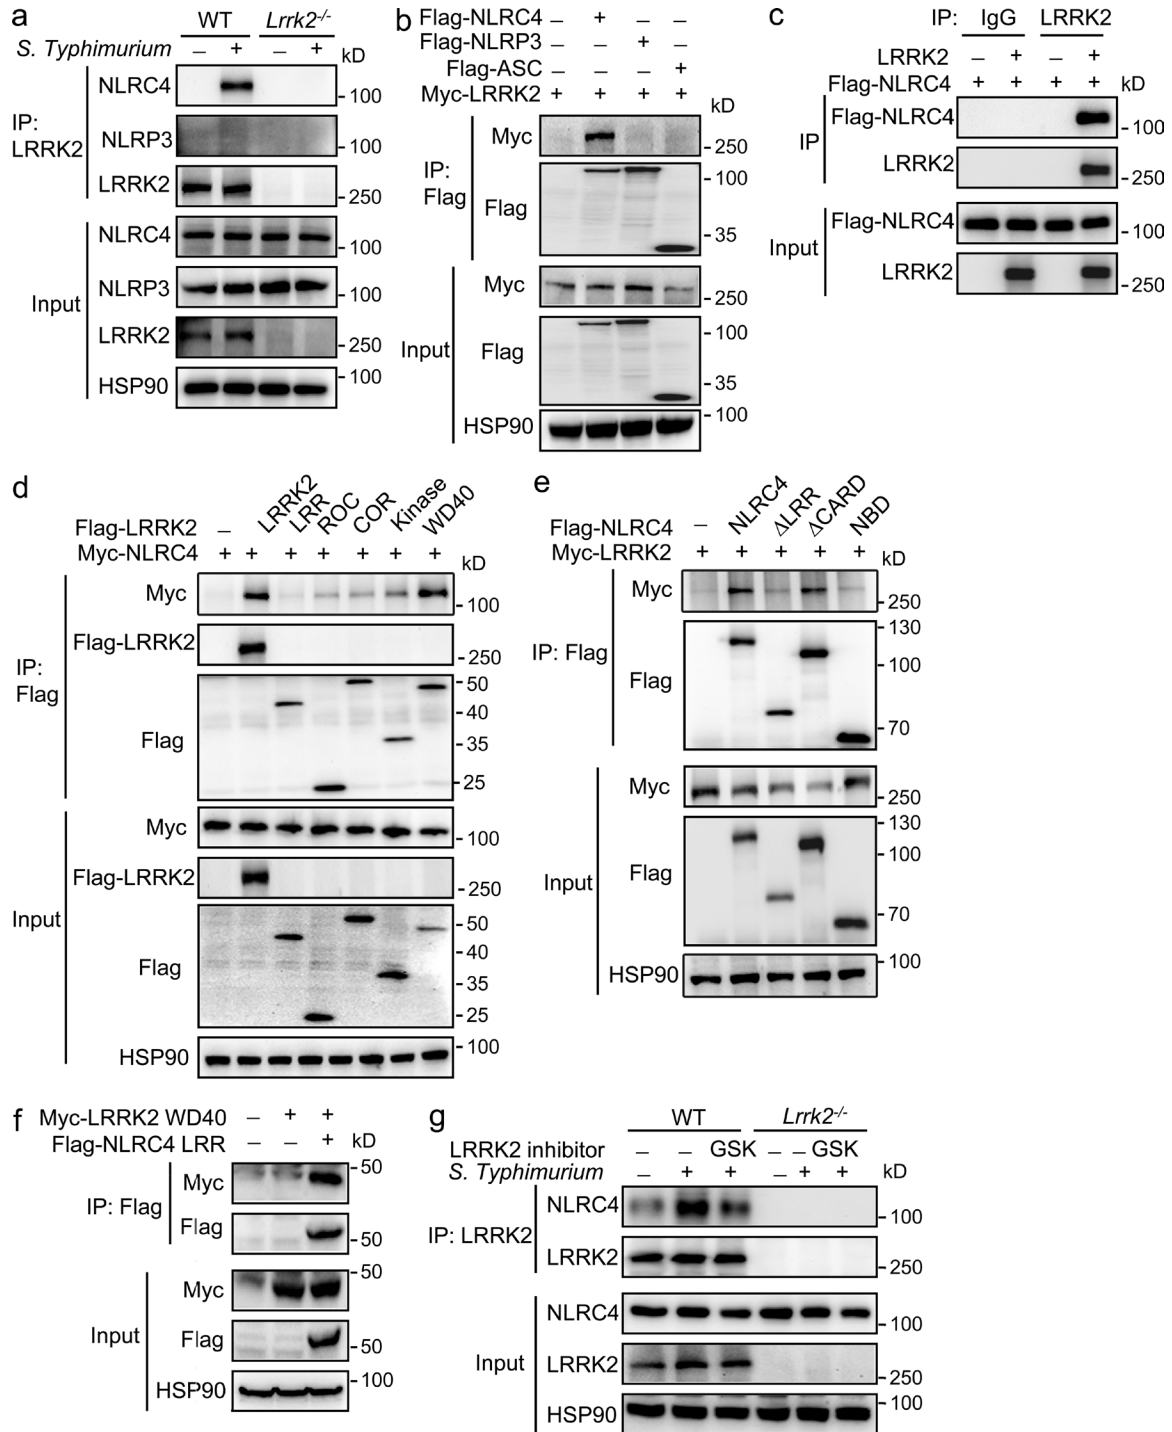 a
WT Lrrk2-/-
S. Typhimurium – + – + kD
IP: LRRK2
NLRC4 - 100
NLRP3 - 100
LRRK2 - 250
Input
NLRC4 - 100
NLRP3 - 100
LRRK2 - 250
HSP90 - 100
b
Flag-NLRC4 – + – –
Flag-NLRP3 – – + –
Flag-ASC – – – +
Myc-LRRK2 + + + + kD
IP: Flag
Myc - 250
Flag - 100
- 35
Input
Myc - 250
Flag - 100
- 35
HSP90 - 100
c
IP: IgG LRRK2
LRRK2 – + – +
Flag-NLRC4 + + + + kD
IP
Flag-NLRC4 - 100
LRRK2 - 250
Input
Flag-NLRC4 - 100
LRRK2 - 250
d
Flag-LRRK2 – LRRK2 LRR ROC COR Kinase WD40
Myc-NLRC4 + + + + + + + kD
IP: Flag
Myc - 100
Flag-LRRK2 - 250
Flag - 50
- 40
- 35
- 25
Input
Myc - 100
Flag-LRRK2 - 250
Flag - 50
- 40
- 35
- 25
HSP90 - 100
e
Flag-NLRC4 – NLRC4 ΔLRR ΔCARD NBD
Myc-LRRK2 + + + + + kD
IP: Flag
Myc - 250
Flag - 130
- 100
- 70
Input
Myc - 250
Flag - 130
- 100
- 70
HSP90 - 100
f
Myc-LRRK2 WD40 – + +
Flag-NLRC4 LRR – – + kD
IP: Flag
Myc - 50
Flag - 50
Input
Myc - 50
Flag - 50
HSP90 - 100
g
WT Lrrk2-/-
LRRK2 inhibitor – – GSK – – GSK
S. Typhimurium – + + – + + kD
IP: LRRK2
NLRC4 - 100
LRRK2 - 250
Input
NLRC4 - 100
LRRK2 - 250
HSP90 - 100